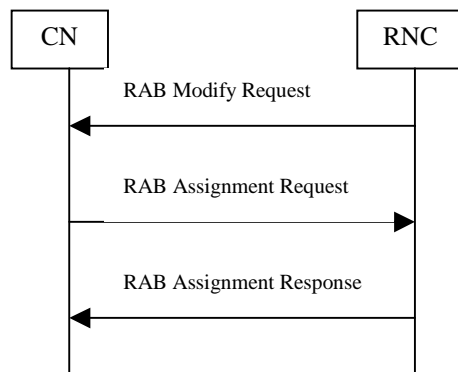 CN
RNC
RAB Modify Request
RAB Assignment Request
RAB Assignment Response